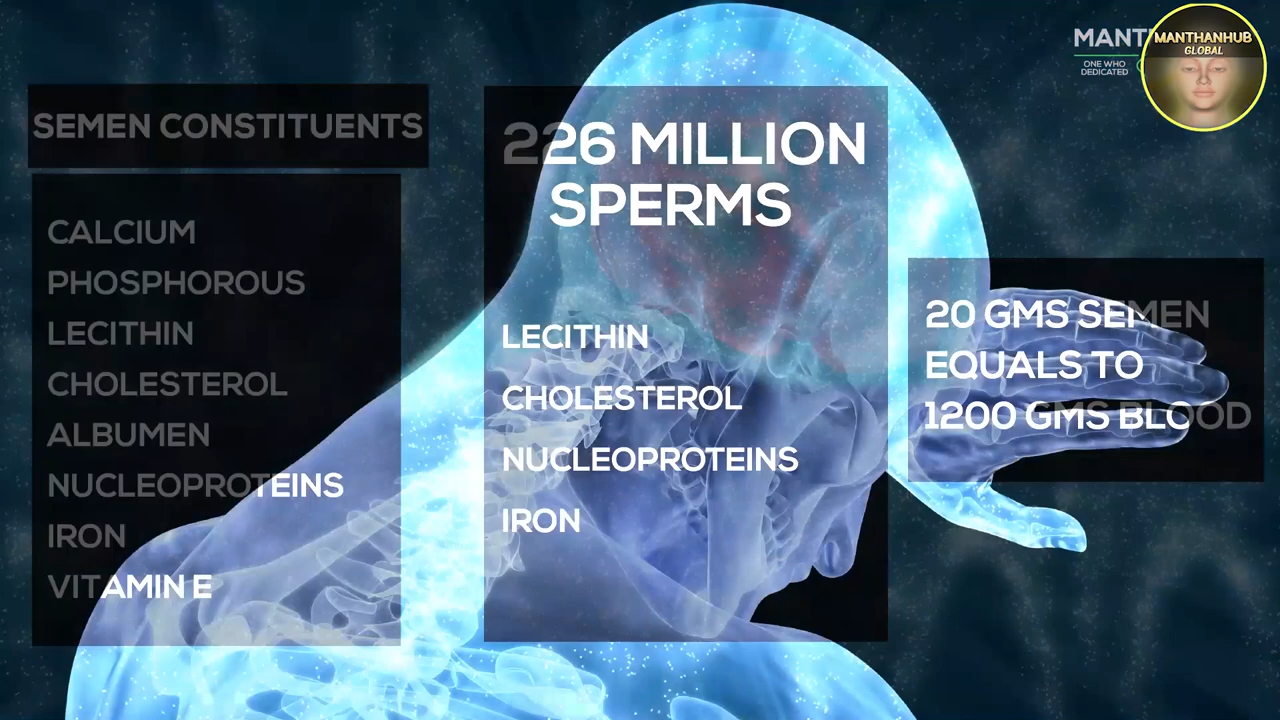 SEMEN CONSTITUENTS
CALCIUM
PHOSPHOROUS
LECITHIN
CHOLESTEROL
ALBUMEN
NUCLEOPROTEINS
IRON
VITAMIN E
226 MILLION
SPERMS
LECITHIN
CHOLESTEROL
NUCLEOPROTEINS
IRON
20 GMS SEMEN
EQUALS TO
1200 GMS BLOOD
ONE WHO
DEDICATED
MANTHANHUB
GLOBAL